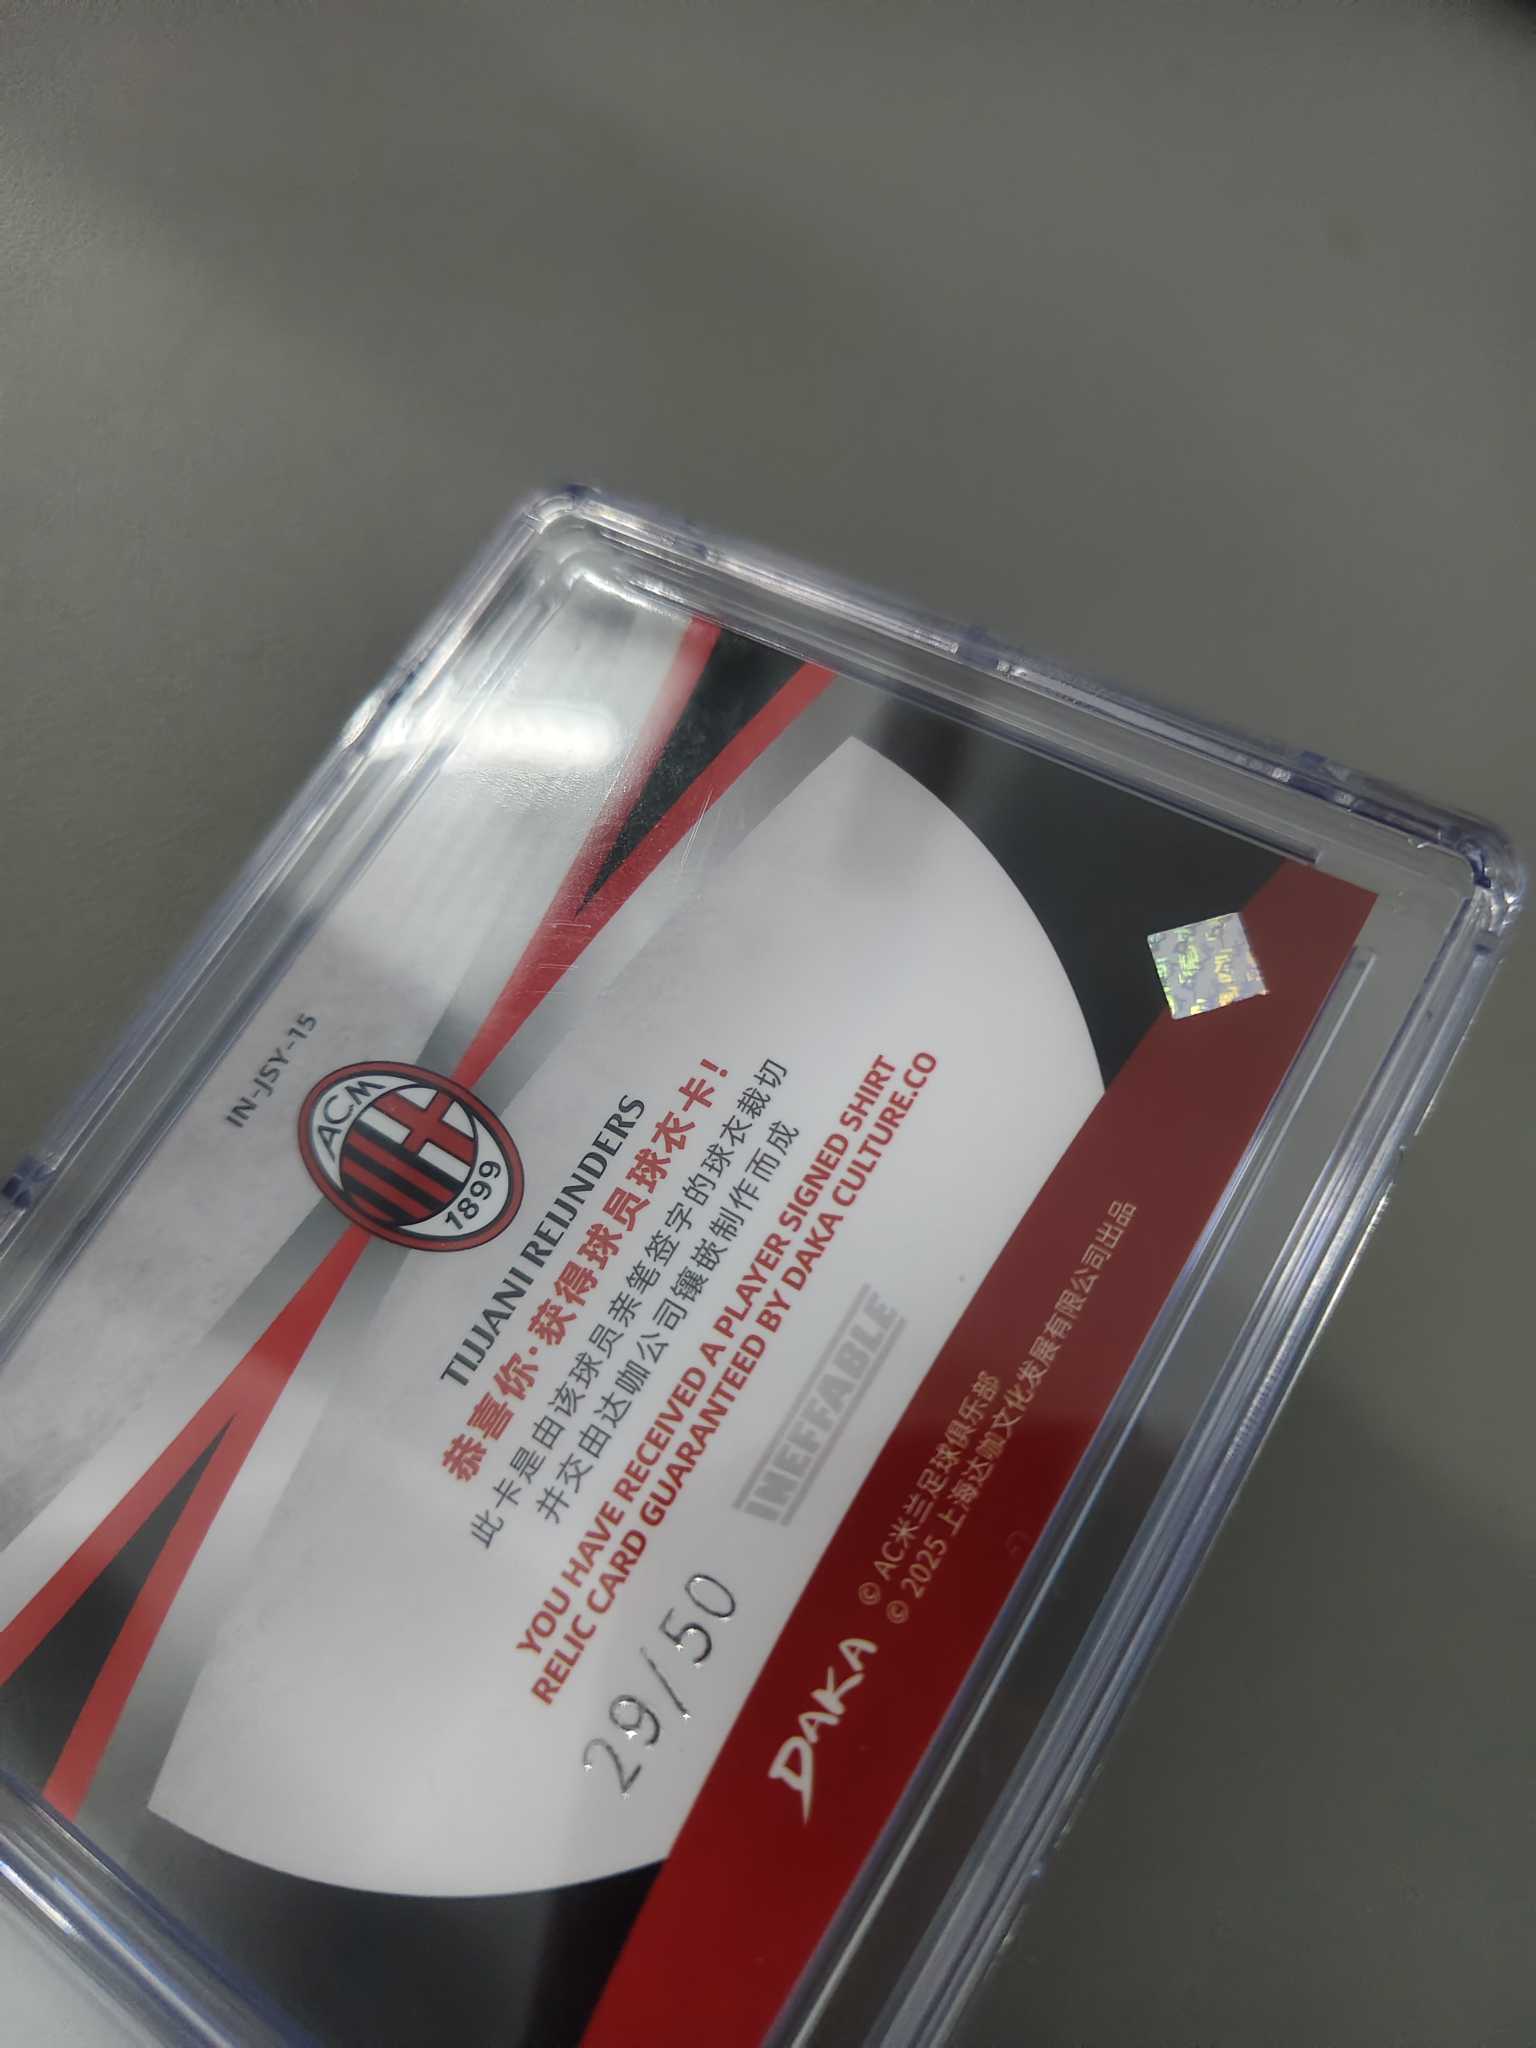 IN-JSY-15
ACM
1899
TIJJANI REIJNDERS
恭喜你·获得球员球衣卡！
此卡是由该球员亲笔签字的球衣裁切
并交由达咖公司镶嵌制作而成
YOU HAVE RECEIVED A PLAYER SIGNED SHIRT
RELIC CARD GUARANTEED BY DAKA CULTURE.CO
INEFFABLE
29/50
DAKA
© AC米兰足球俱乐部
© 2025 上海达咖文化发展有限公司出品